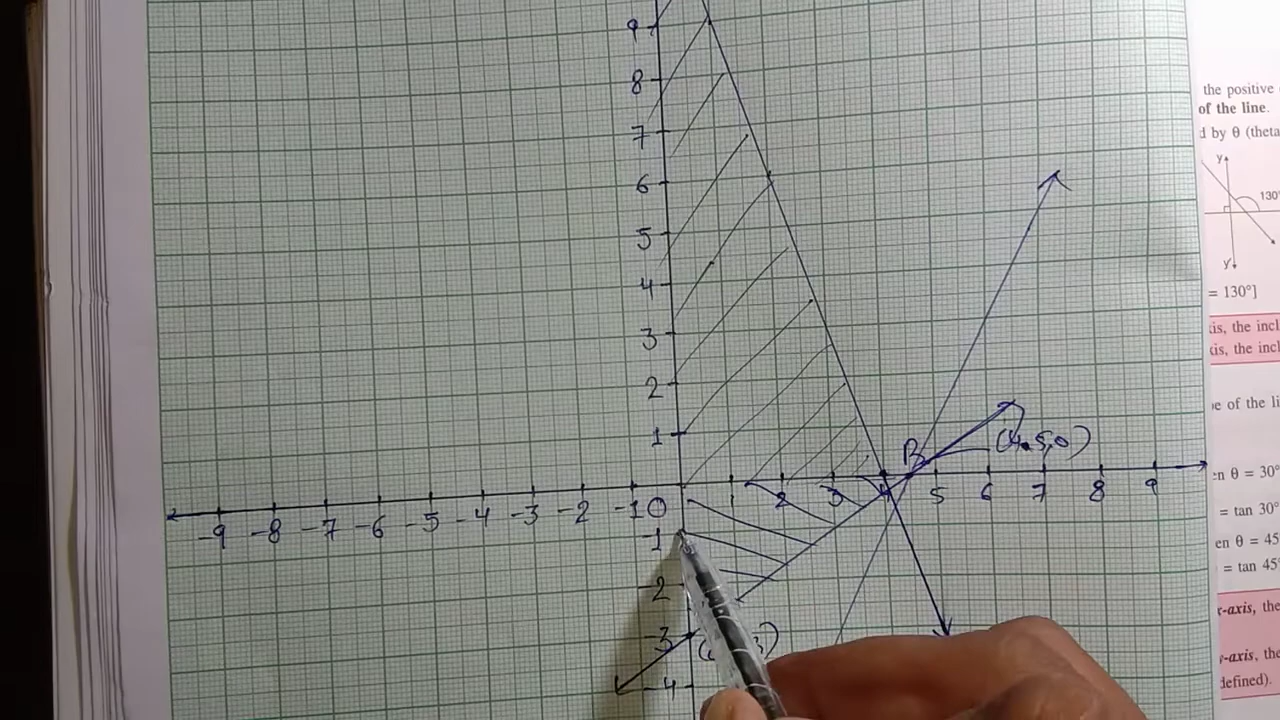 9
8
7
6
5
4
3
2
1
-9 -8 -7 -6 -5 -4 -3 -2 -1 0 1 2 3 4 5 6 7 8 9
B
(4.5,0)
-1
-2
-3
-4
the positive
of the line.
d by θ (theta
y
130°
y'
= 130°]
is, the incl
is, the incl
e of the li
en θ = 30°
= tan 30°
en θ = 45°
= tan 45°
x-axis, the
y-axis, the
defined).